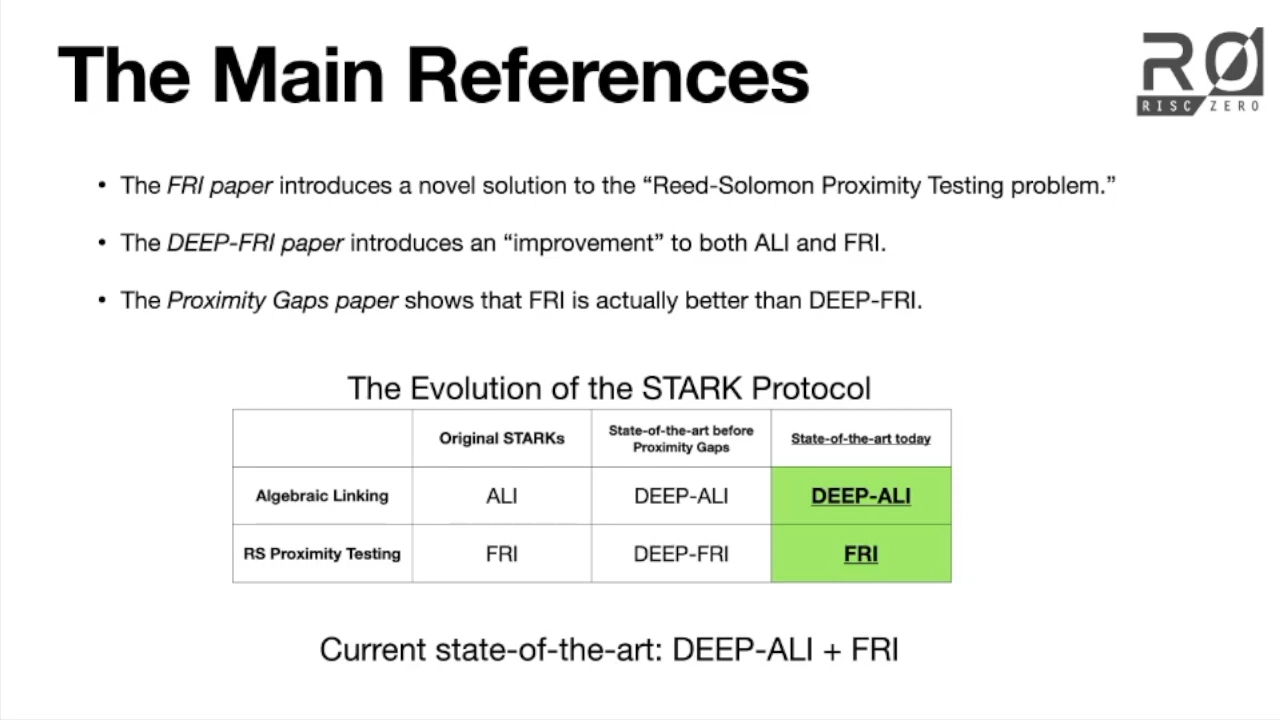 The Main References
RISC ZERO
• The FRI paper introduces a novel solution to the “Reed-Solomon Proximity Testing problem.”
• The DEEP-FRI paper introduces an “improvement” to both ALI and FRI.
• The Proximity Gaps paper shows that FRI is actually better than DEEP-FRI.
The Evolution of the STARK Protocol
Original STARKs
State-of-the-art before
Proximity Gaps
State-of-the-art today
Algebraic Linking
ALI
DEEP-ALI
DEEP-ALI
RS Proximity Testing
FRI
DEEP-FRI
FRI
Current state-of-the-art: DEEP-ALI + FRI